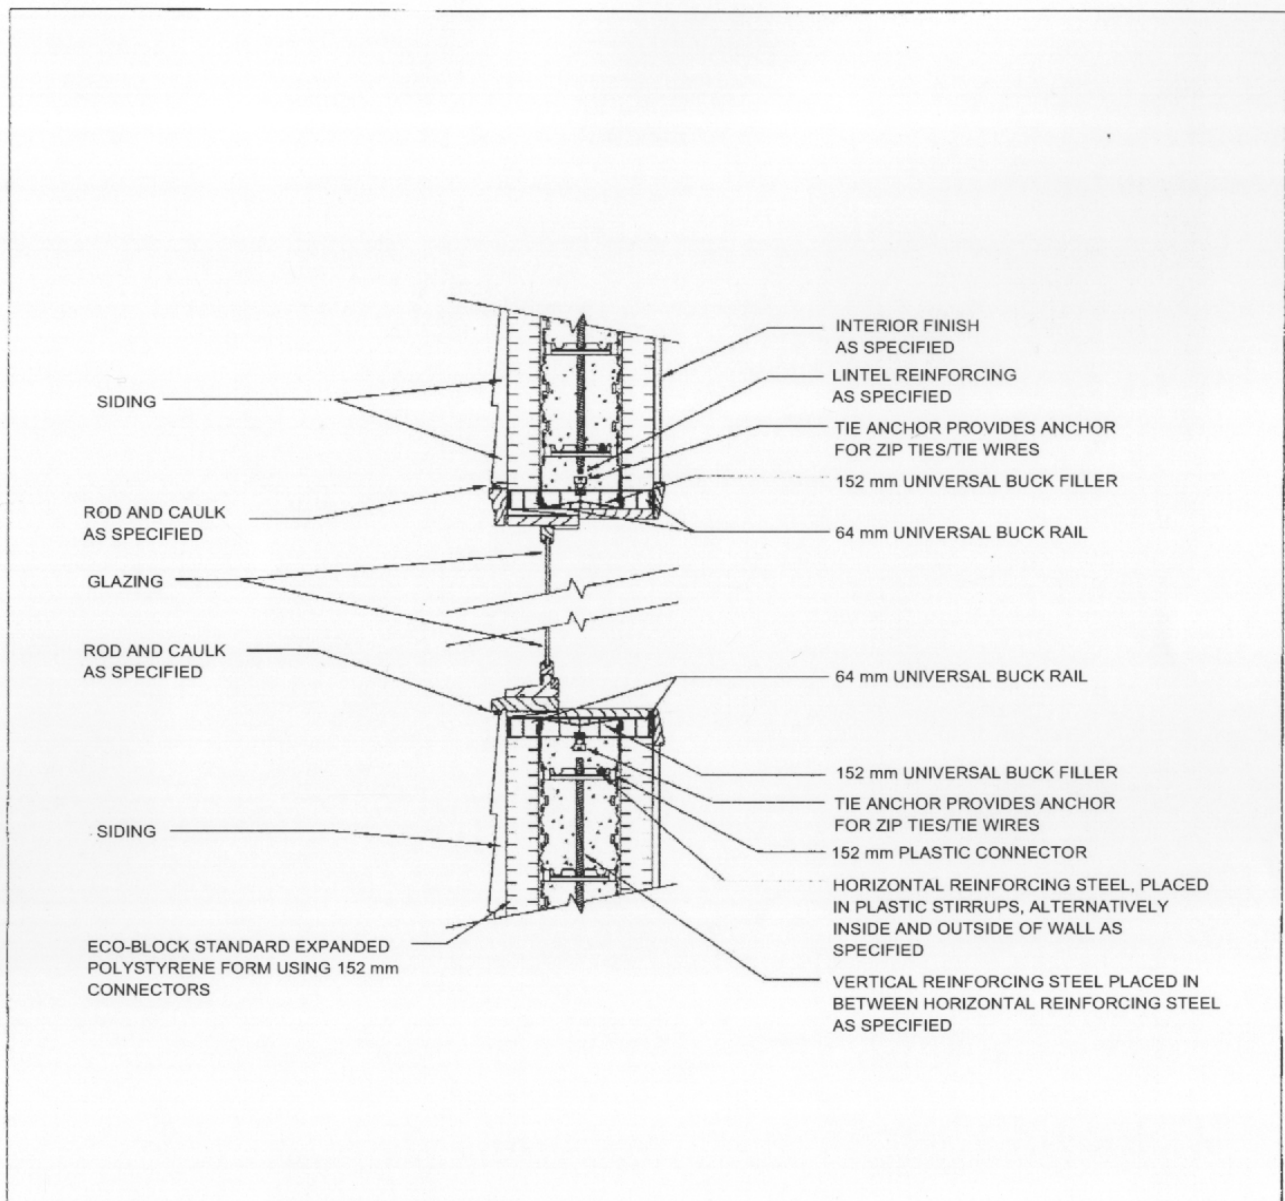 SIDING
ROD AND CAULK
AS SPECIFIED
GLAZING
ROD AND CAULK
AS SPECIFIED
SIDING
ECO-BLOCK STANDARD EXPANDED
POLYSTYRENE FORM USING 152 mm
CONNECTORS
INTERIOR FINISH
AS SPECIFIED
LINTEL REINFORCING
AS SPECIFIED
TIE ANCHOR PROVIDES ANCHOR
FOR ZIP TIES/TIE WIRES
152 mm UNIVERSAL BUCK FILLER
64 mm UNIVERSAL BUCK RAIL
64 mm UNIVERSAL BUCK RAIL
152 mm UNIVERSAL BUCK FILLER
TIE ANCHOR PROVIDES ANCHOR
FOR ZIP TIES/TIE WIRES
152 mm PLASTIC CONNECTOR
HORIZONTAL REINFORCING STEEL, PLACED
IN PLASTIC STIRRUPS, ALTERNATIVELY
INSIDE AND OUTSIDE OF WALL AS
SPECIFIED
VERTICAL REINFORCING STEEL PLACED IN
BETWEEN HORIZONTAL REINFORCING STEEL
AS SPECIFIED